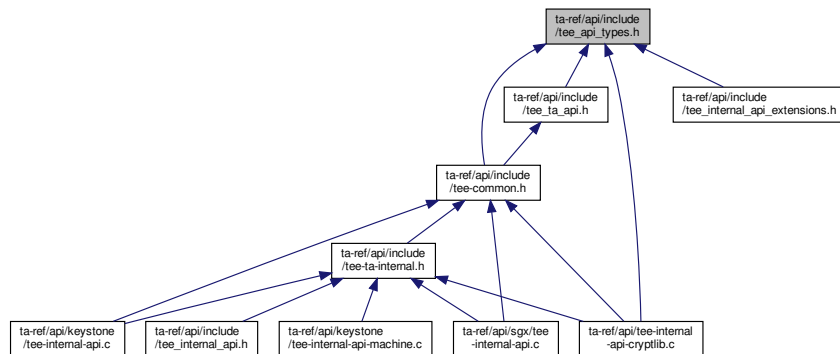 ta-ref/api/include
/tee_api_types.h
ta-ref/api/include
/tee_ta_api.h
ta-ref/api/include
/tee_internal_api_extensions.h
ta-ref/api/include
/tee-common.h
ta-ref/api/include
/tee-ta-internal.h
ta-ref/api/keystone
/tee-internal-api.c
ta-ref/api/include
/tee_internal_api.h
ta-ref/api/keystone
/tee-internal-api-machine.c
ta-ref/api/sgx/tee
-internal-api.c
ta-ref/api/tee-internal
-api-cryptlib.c